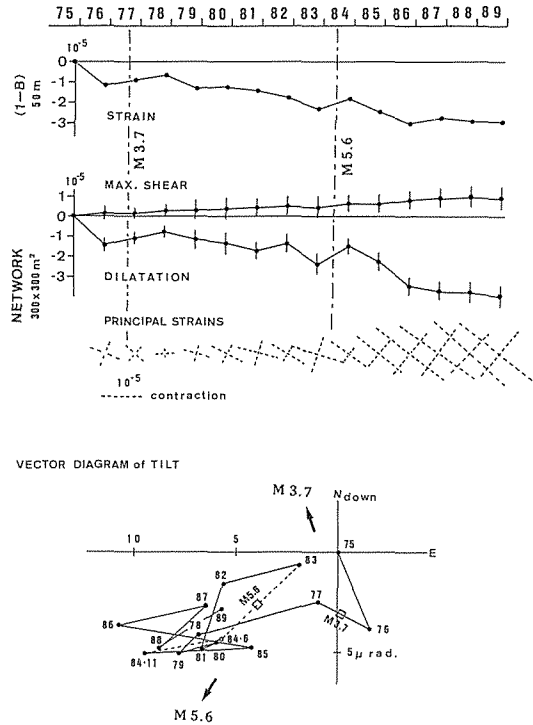 75 76 77 78 79 80 81 82 83 84 85 86 87 88 89
10⁻⁵
0
-1
-2
-3
(1-B)
50 m
STRAIN
M 3.7
M 5.6
MAX. SHEAR
1 10⁻⁵
0
-1
-2
-3
NETWORK
300x300 m²
DILATATION
PRINCIPAL STRAINS
10⁻⁵
contraction
VECTOR DIAGRAM of TILT
M 3.7
N down
10
5
75
E
83
82
M5.6
87
89
77
M3.7
86
78
76
88
84·6
84·11
79
81
80
85
5μ rad.
M 5.6